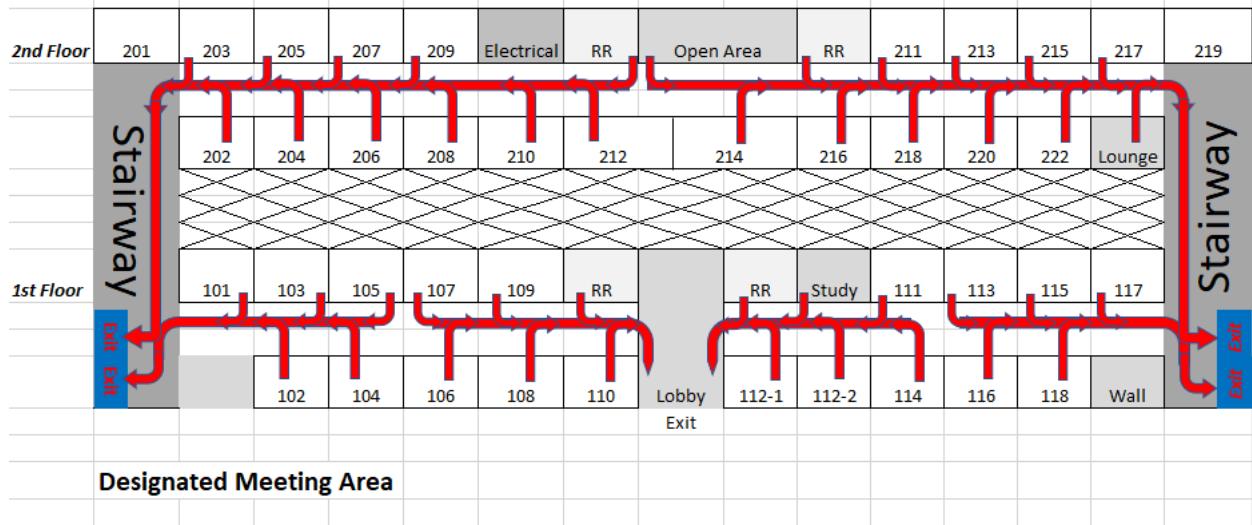 2nd Floor 201 203 205 207 209 Electrical RR Open Area RR 211 213 215 217 219
Stairway
Stairway
202 204 206 208 210 212 214 216 218 220 222 Lounge
1st Floor 101 103 105 107 109 RR RR Study 111 113 115 117
Exit Exit
Exit Exit
102 104 106 108 110 Lobby 112-1 112-2 114 116 118 Wall
Exit
Designated Meeting Area